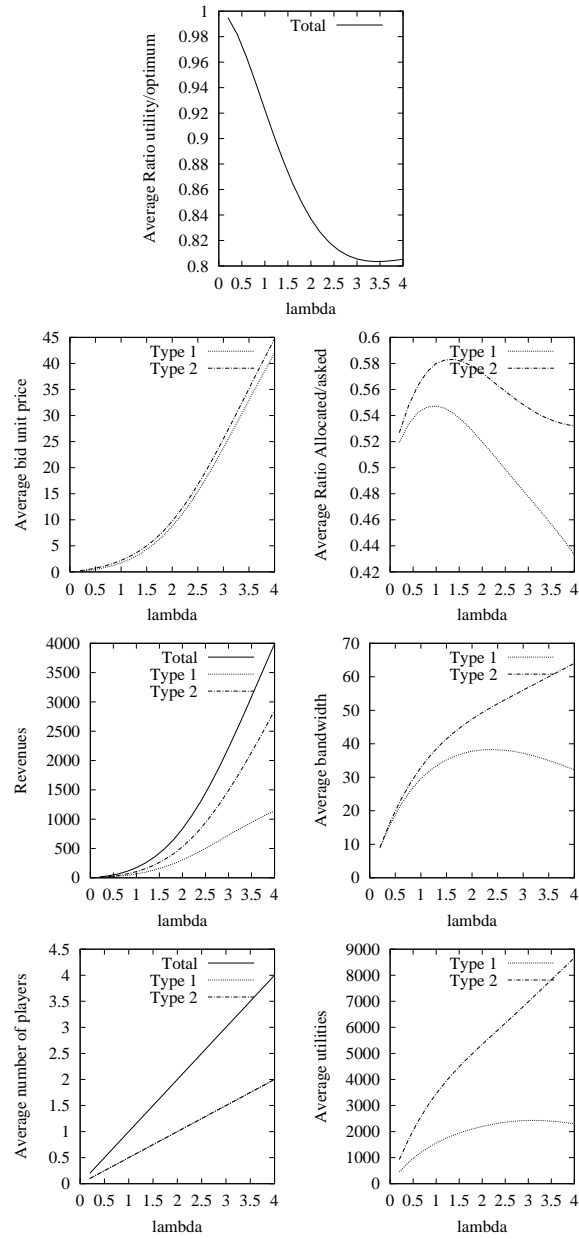 Average Ratio utility/optimum
1
0.98
0.96
0.94
0.92
0.9
0.88
0.86
0.84
0.82
0.8
Total
0 0.5 1 1.5 2 2.5 3 3.5 4
lambda
Average bid unit price
45
40
35
30
25
20
15
10
5
0
Type 1
Type 2
0 0.5 1 1.5 2 2.5 3 3.5 4
lambda
Average Ratio Allocated/asked
0.6
0.58
0.56
0.54
0.52
0.5
0.48
0.46
0.44
0.42
Type 1
Type 2
0 0.5 1 1.5 2 2.5 3 3.5 4
lambda
Revenues
4000
3500
3000
2500
2000
1500
1000
500
0
Total
Type 1
Type 2
0 0.5 1 1.5 2 2.5 3 3.5 4
lambda
Average bandwidth
70
60
50
40
30
20
10
0
Type 1
Type 2
0 0.5 1 1.5 2 2.5 3 3.5 4
lambda
Average number of players
4.5
4
3.5
3
2.5
2
1.5
1
0.5
0
Total
Type 1
Type 2
0 0.5 1 1.5 2 2.5 3 3.5 4
lambda
Average utilities
9000
8000
7000
6000
5000
4000
3000
2000
1000
0
Type 1
Type 2
0 0.5 1 1.5 2 2.5 3 3.5 4
lambda